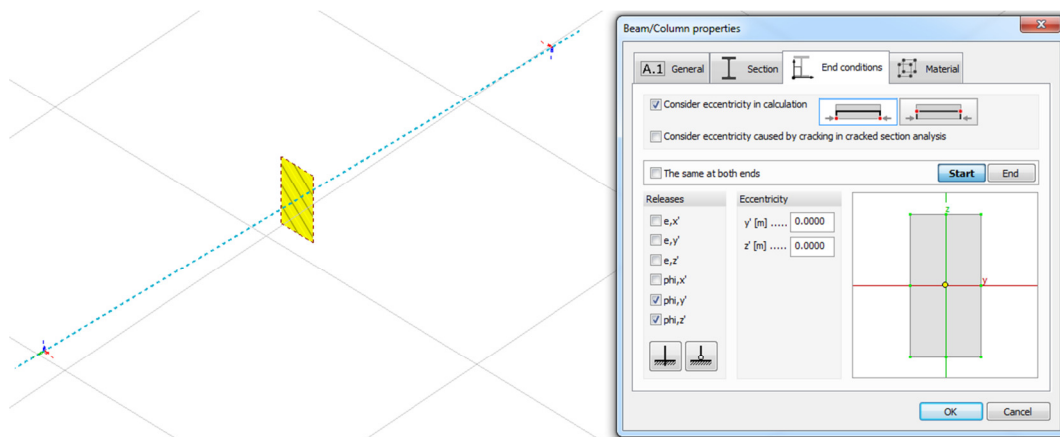 Beam/Column properties
x
A.1 General
Section
End conditions
Material
Consider eccentricity in calculation
Consider eccentricity caused by cracking in cracked section analysis
The same at both ends
Start End
Releases
e,x'
e,y'
e,z'
phi,x'
phi,y'
phi,z'
Eccentricity
y' [m] ..... 0.0000
z' [m] ..... 0.0000
z
y
OK Cancel